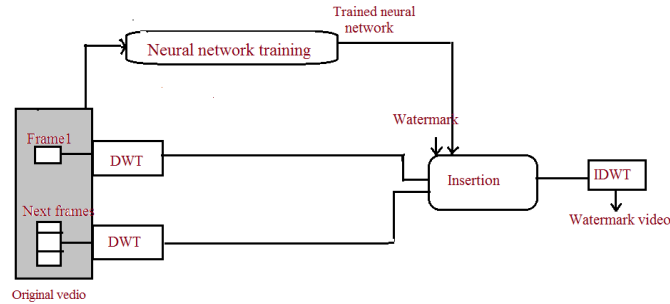 Trained neural
network
Neural network training
Watermark
Frame1
DWT
Insertion
IDWT
Next frames
DWT
Watermark video
Original vedio